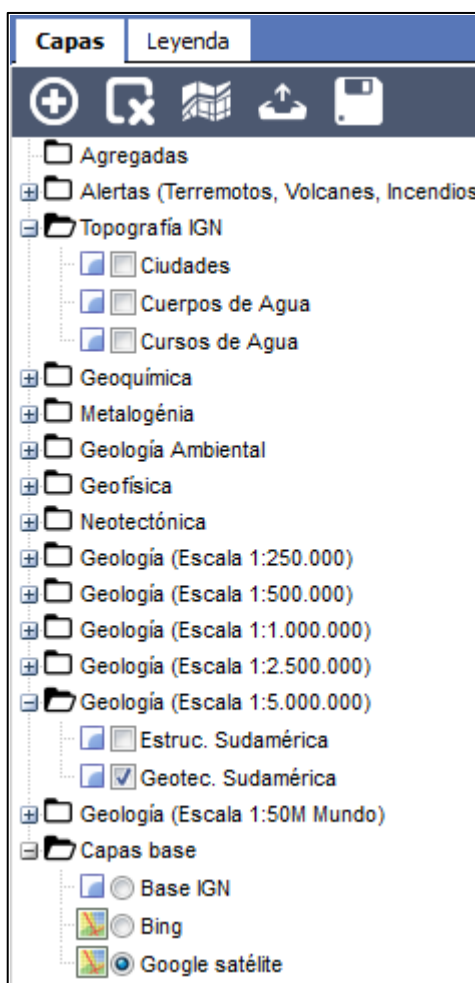 Capas Leyenda
Agregadas
Alertas (Terremotos, Volcanes, Incendios
Topografía IGN
Ciudades
Cuerpos de Agua
Cursos de Agua
Geoquímica
Metalogénia
Geología Ambiental
Geofísica
Neotectónica
Geología (Escala 1:250.000)
Geología (Escala 1:500.000)
Geología (Escala 1:1.000.000)
Geología (Escala 1:2.500.000)
Geología (Escala 1:5.000.000)
Estruc. Sudamérica
Geotec. Sudamérica
Geología (Escala 1:50M Mundo)
Capas base
Base IGN
Bing
Google satélite